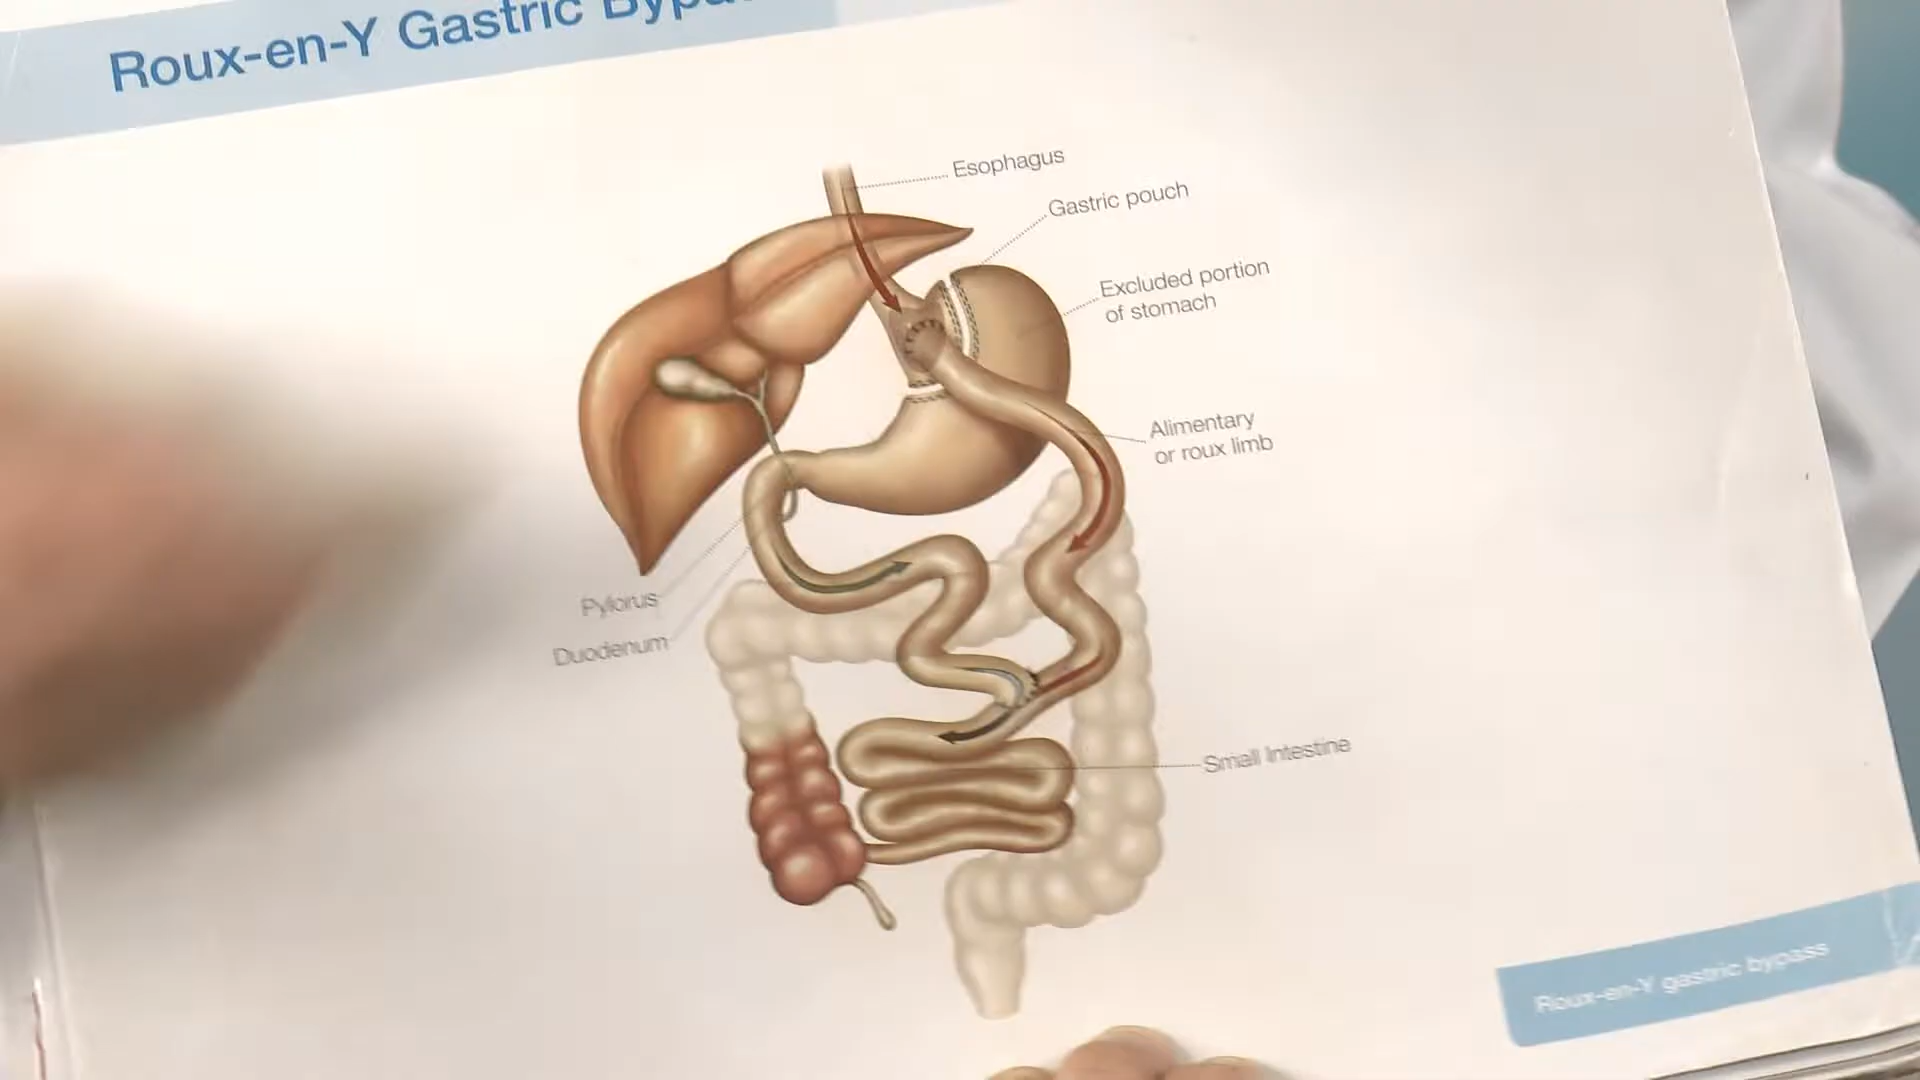 Roux-en-Y Gastric
Esophagus
Gastric pouch
Excluded portion
of stomach
Alimentary
or roux limb
Pylorus
Duodenum
Small Intestine
Roux-en-Y gastric bypass